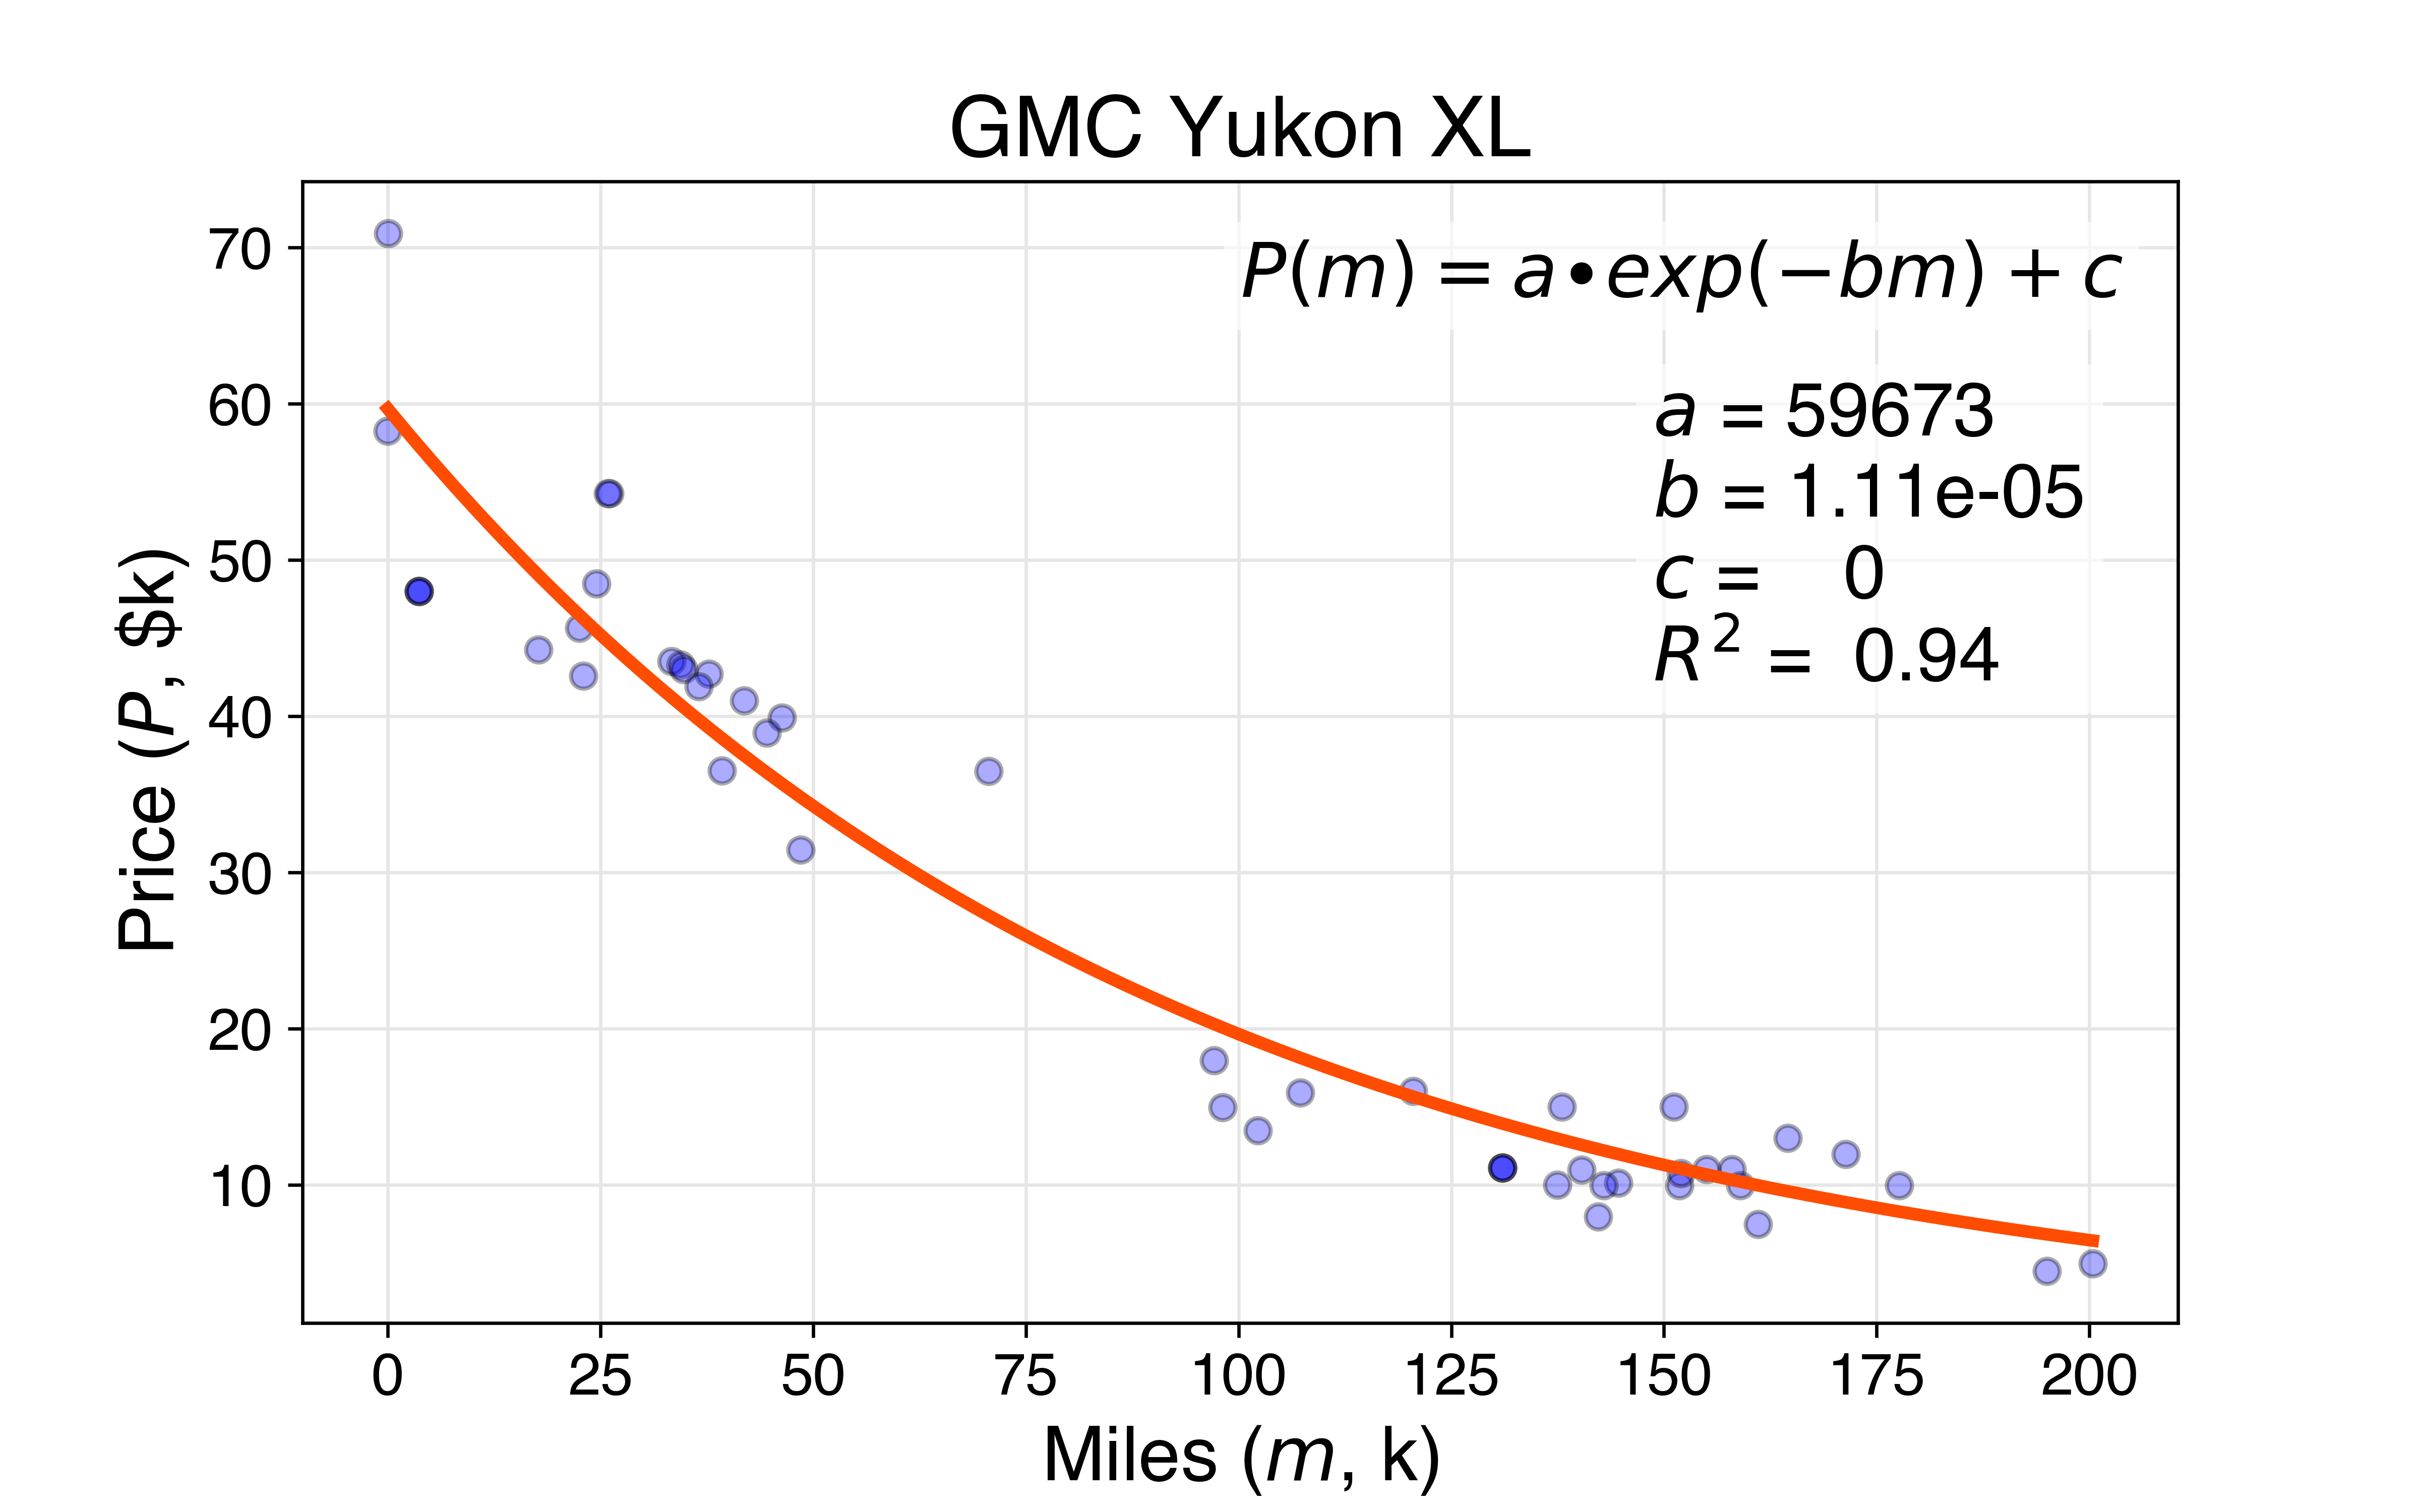 GMC Yukon XL
P(m) = a•exp(−bm) + c
a = 59673
b = 1.11e-05
c = 0
R² = 0.94
Price (P, $k)
70
60
50
40
30
20
10
0 25 50 75 100 125 150 175 200
Miles (m, k)